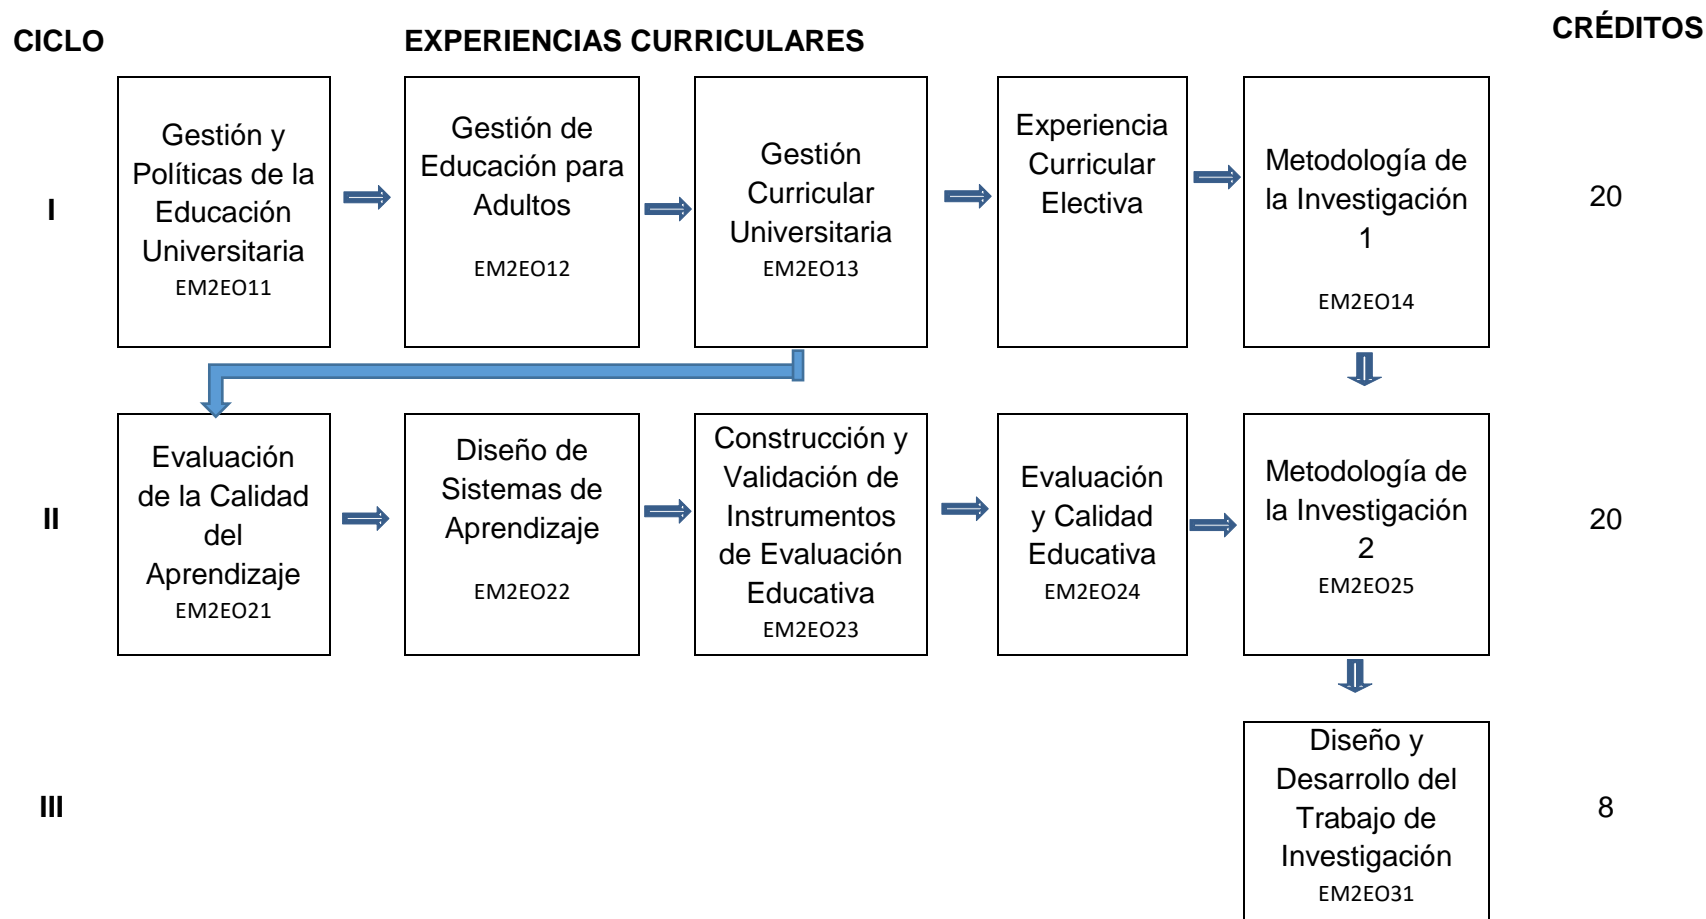 CICLO
EXPERIENCIAS CURRICULARES
CRÉDITOS
I
Gestión y
Políticas de la
Educación
Universitaria
EM2EO11
Gestión de
Educación para
Adultos
EM2EO12
Gestión
Curricular
Universitaria
EM2EO13
Experiencia
Curricular
Electiva
Metodología de
la Investigación
1
EM2EO14
20
II
Evaluación
de la Calidad
del
Aprendizaje
EM2EO21
Diseño de
Sistemas de
Aprendizaje
EM2EO22
Construcción y
Validación de
Instrumentos
de Evaluación
Educativa
EM2EO23
Evaluación
y Calidad
Educativa
EM2EO24
Metodología de
la Investigación
2
EM2EO25
20
III
Diseño y
Desarrollo del
Trabajo de
Investigación
EM2EO31
8